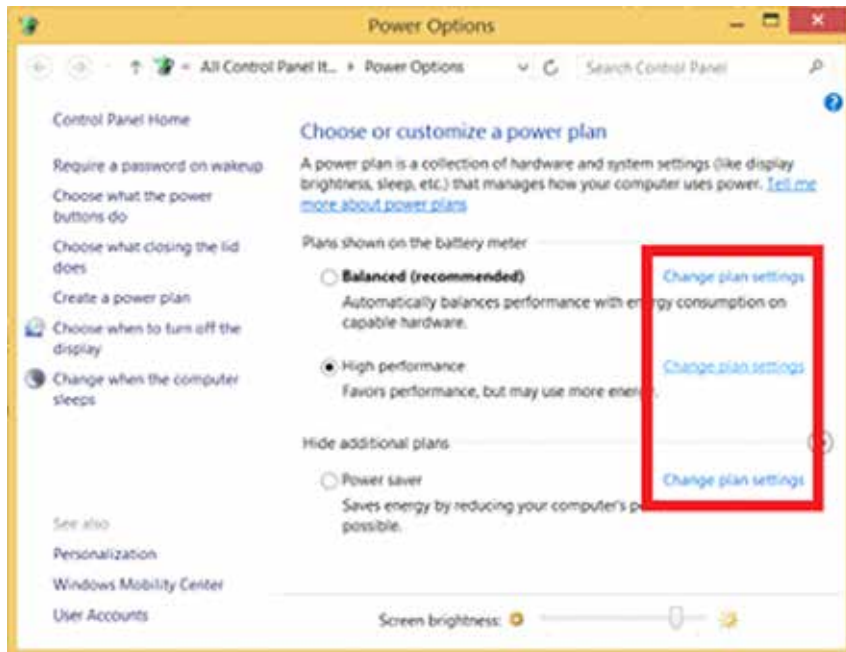 Power Options
All Control Panel It... Power Options
Search Control Panel
Control Panel Home
Require a password on wakeup
Choose what the power
buttons do
Choose what closing the lid
does
Create a power plan
Choose when to turn off the
display
Change when the computer
sleeps
See also
Personalization
Windows Mobility Center
User Accounts
Choose or customize a power plan
A power plan is a collection of hardware and system settings (like display
brightness, sleep, etc.) that manages how your computer uses power. Tell me
more about power plans
Plans shown on the battery meter
Balanced (recommended) Change plan settings
Automatically balances performance with energy consumption on
capable hardware.
High performance Change plan settings
Favors performance, but may use more energy.
Hide additional plans
Power saver Change plan settings
Saves energy by reducing your computer's
possible.
Screen brightness: